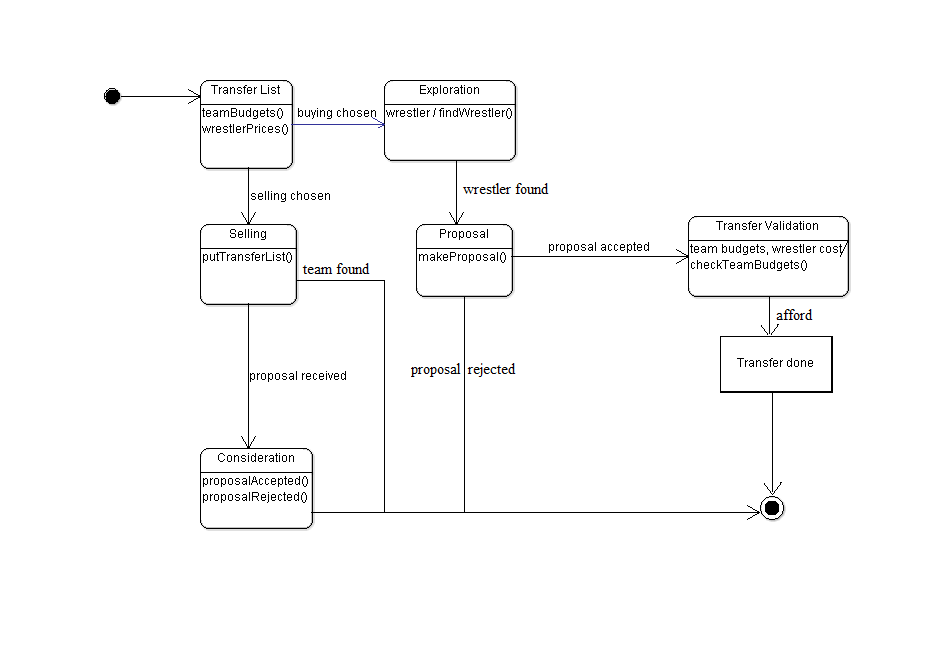 Transfer List
teamBudgets()
wrestlerPrices()
buying chosen
Exploration
wrestler / findWrestler()
selling chosen
wrestler found
Selling
putTransferList()
team found
Proposal
makeProposal()
proposal accepted
Transfer Validation
team budgets, wrestler cost/
checkTeamBudgets()
afford
Transfer done
proposal received
proposal rejected
Consideration
proposalAccepted()
proposalRejected()